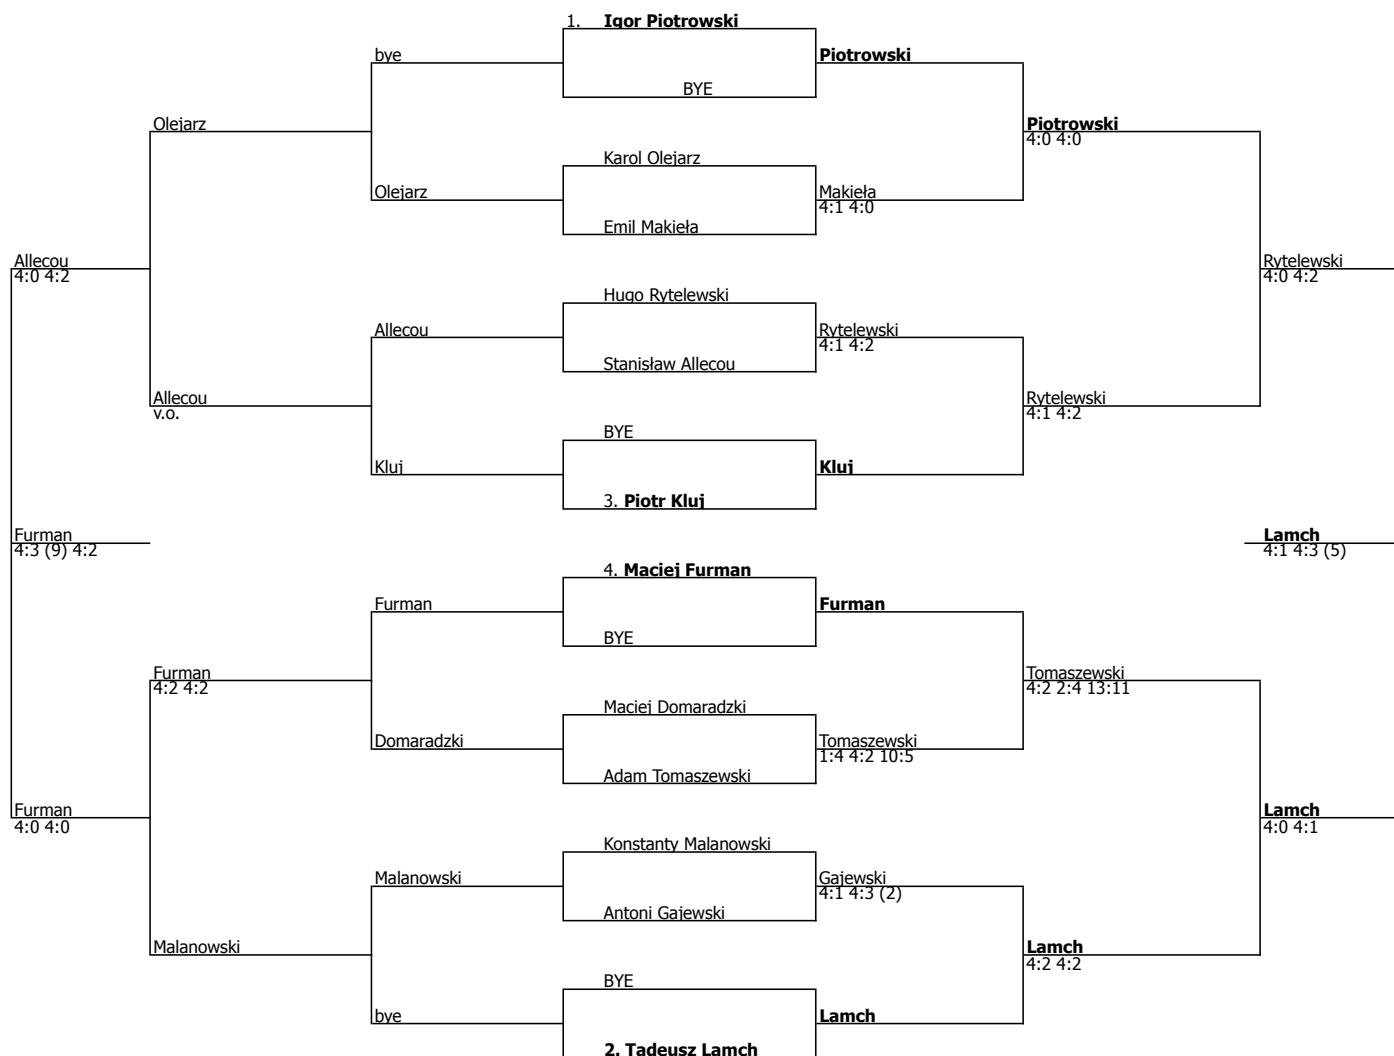 1. Igor Piotrowski
bye
Piotrowski
BYE
Olejarz
Piotrowski
4:0 4:0
Karol Olejarz
Olejarz
Makieła
4:1 4:0
Emil Makieła
Allecou
4:0 4:2
Rytelewski
4:0 4:2
Hugo Rytelewski
Allecou
Rytelewski
4:1 4:2
Stanisław Allecou
Allecou
v.o.
Rytelewski
4:1 4:2
BYE
Kluj
Kluj
3. Piotr Kluj
Furman
4:3 (9) 4:2
Lamch
4:1 4:3 (5)
4. Maciej Furman
Furman
Furman
BYE
Furman
4:2 4:2
Tomaszewski
4:2 2:4 13:11
Maciej Domaradzki
Domaradzki
Tomaszewski
1:4 4:2 10:5
Adam Tomaszewski
Furman
4:0 4:0
Lamch
4:0 4:1
Konstanty Malanowski
Malanowski
Gajewski
4:1 4:3 (2)
Antoni Gajewski
Malanowski
Lamch
4:2 4:2
BYE
bye
Lamch
2. Tadeusz Lamch